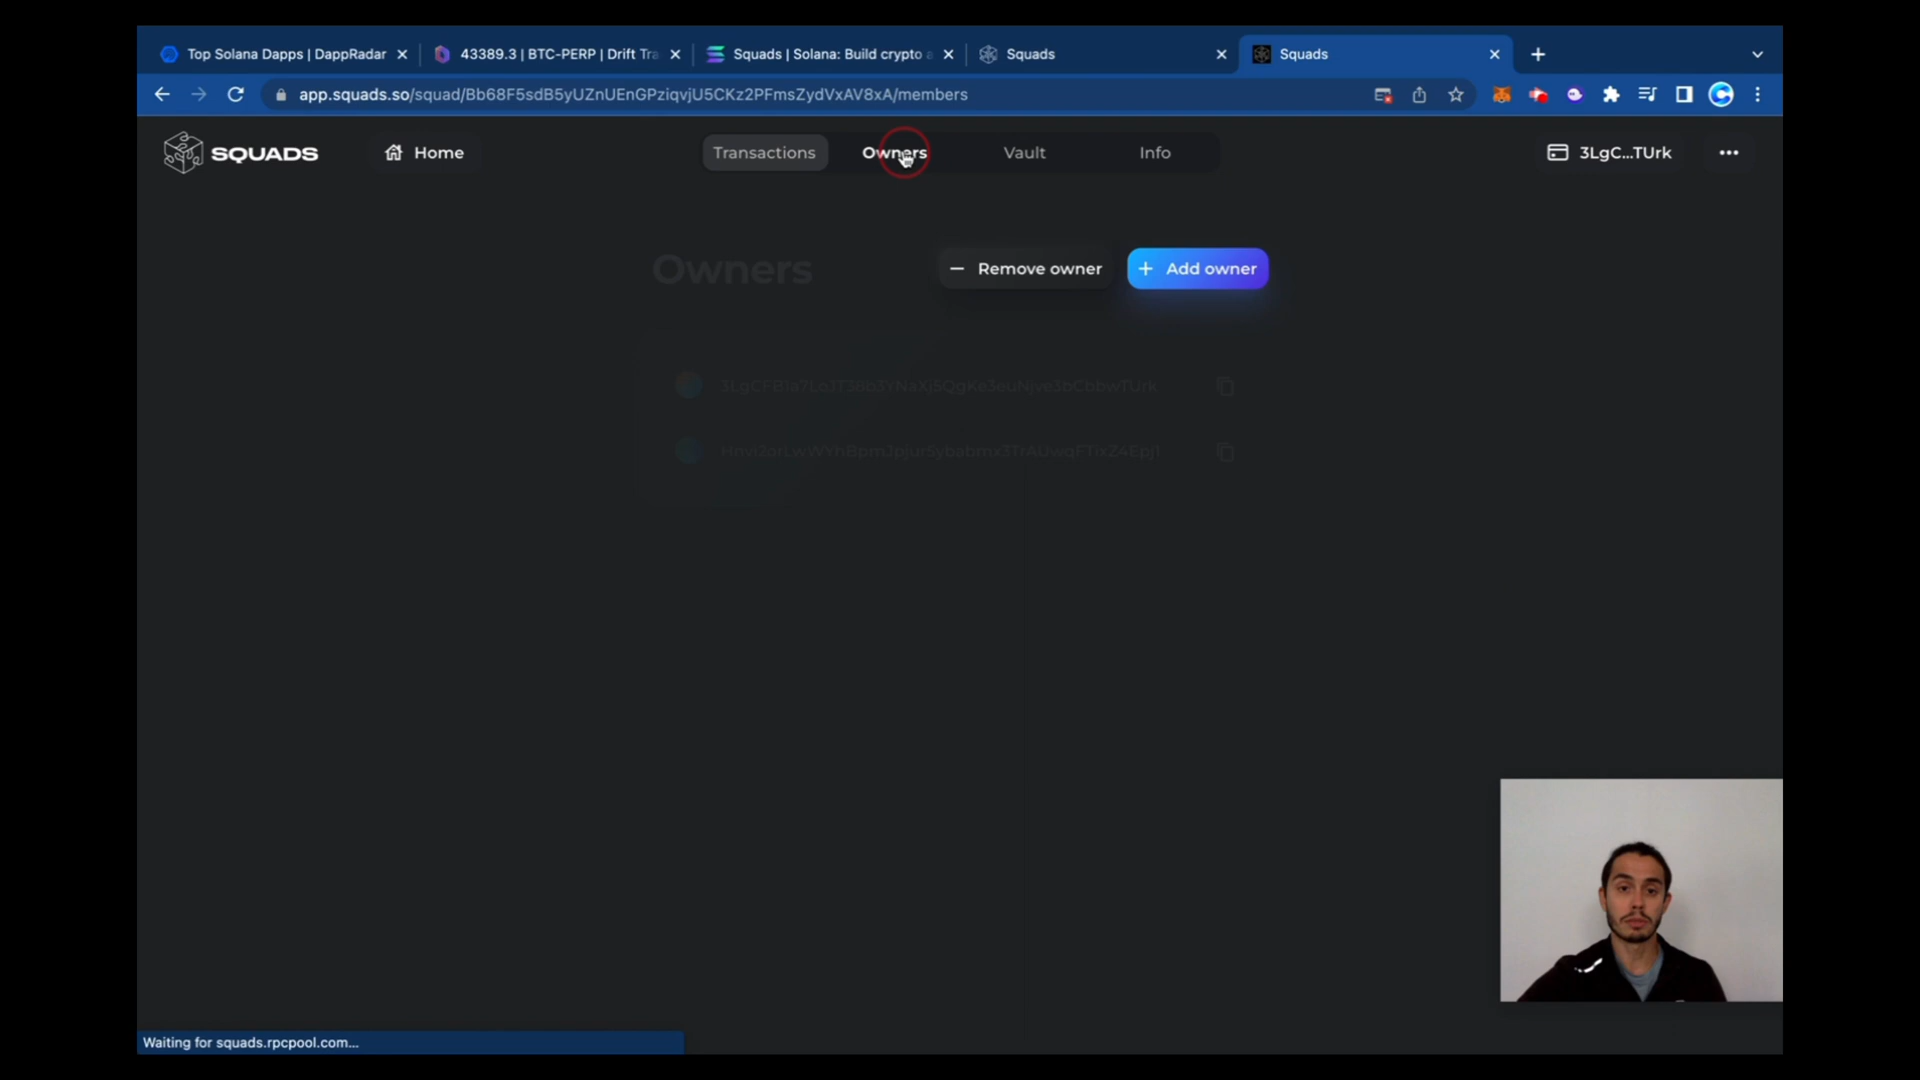 Top Solana Dapps | DappRadar
43389.3 | BTC-PERP | Drift Tra
Squads | Solana: Build crypto a
Squads
Squads
app.squads.so/squad/Bb68F5sdB5yUZnUEnGPziqvjU5CKz2PFmsZydVxAV8xA/members
SQUADS
Home
Transactions
Owners
Vault
Info
3LgC...TUrk
Owners
Remove owner
Add owner
Waiting for squads.rpcpool.com...